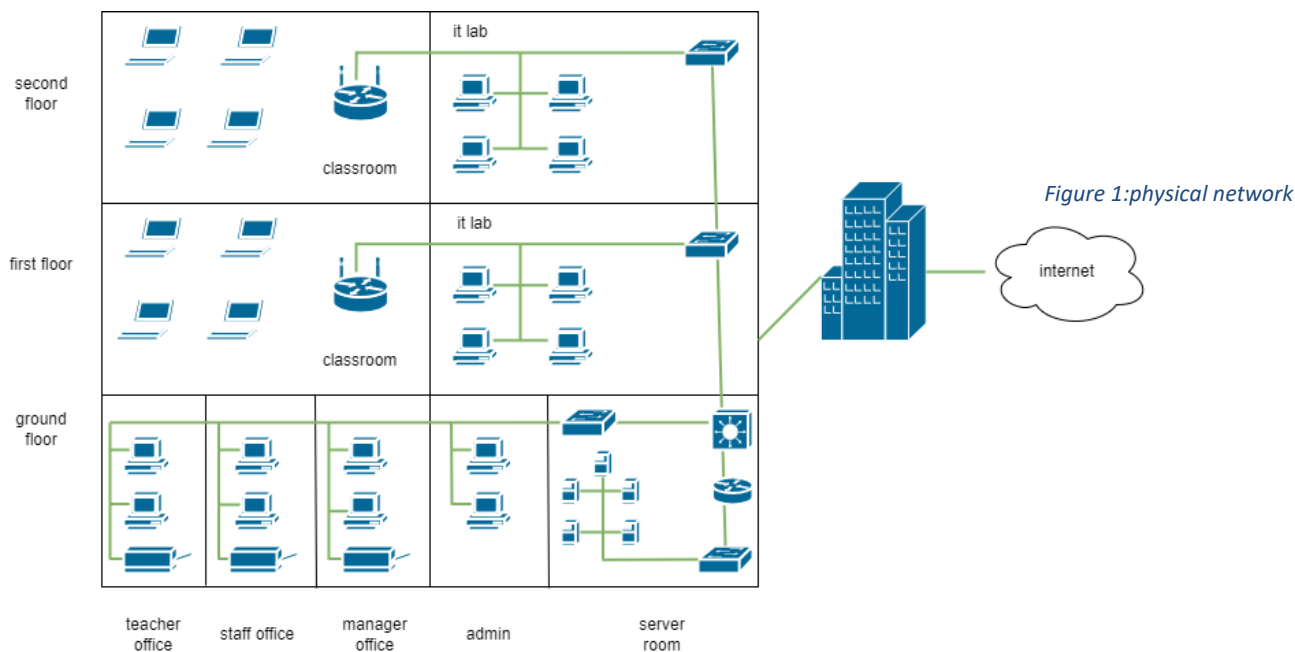 it lab
second
floor
classroom
Figure 1:physical network
it lab
first floor
internet
classroom
ground
floor
teacher
office
staff office
manager
office
admin
server
room